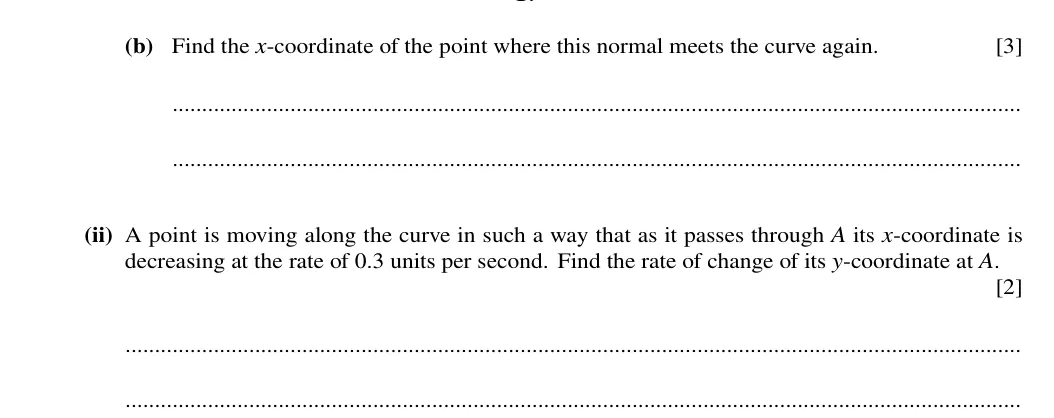 (b) Find the x-coordinate of the point where this normal meets the curve again. [3]
(ii) A point is moving along the curve in such a way that as it passes through A its x-coordinate is
decreasing at the rate of 0.3 units per second. Find the rate of change of its y-coordinate at A.
[2]